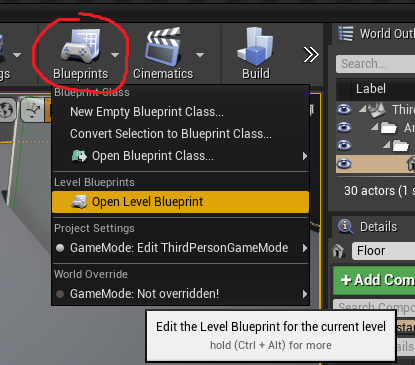 World Outl
Search...
Label
gs
Blueprints
Cinematics
Build
Blueprint Class
New Empty Blueprint Class...
Convert Selection to Blueprint Class...
Open Blueprint Class...
Level Blueprints
Open Level Blueprint
Project Settings
GameMode: Edit ThirdPersonGameMode
World Override
GameMode: Not overridden!
Edit the Level Blueprint for the current level
hold (Ctrl + Alt) for more
Third
Ar
30 actors (1 s
Details
Floor
+ Add Com
Search Compo